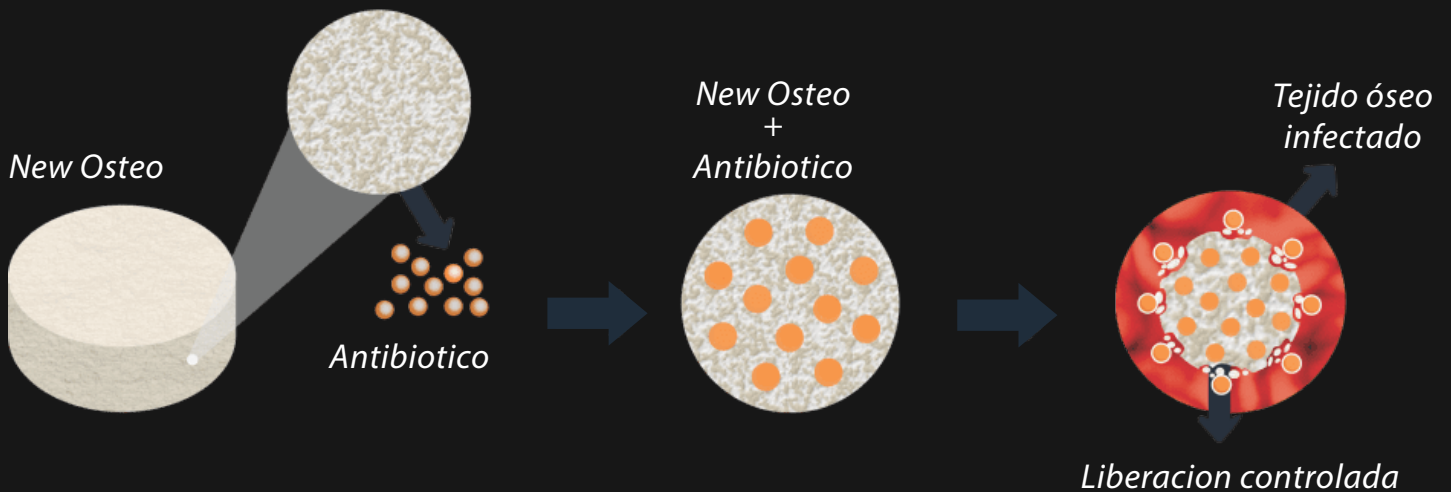 New Osteo
Antibiotico
New Osteo
+
Antibiotico
Tejido óseo
infectado
Liberacion controlada